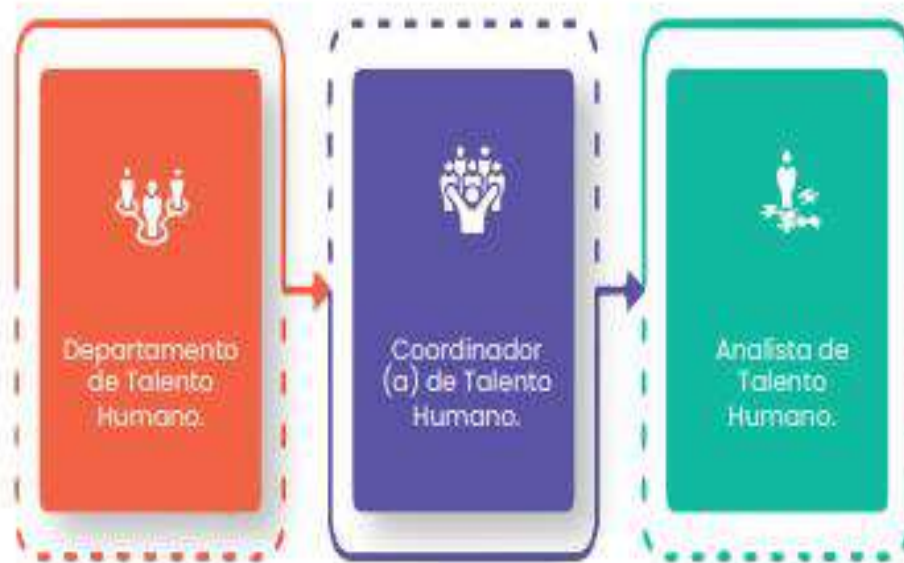 Departamento
de Talento
Humano.
Coordinador
(a) de Talento
Humano.
Analista de
Talento
Humano.